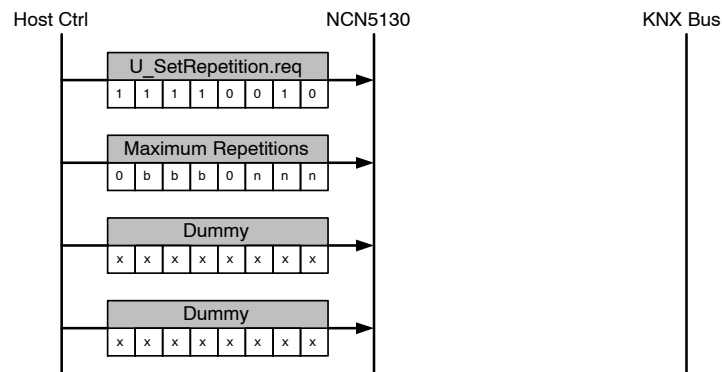 Host Ctrl NCN5130 KNX Bus
U_SetRepetition.req
1 1 1 1 0 0 1 0
Maximum Repetitions
0 b b b 0 n n n
Dummy
x x x x x x x x
Dummy
x x x x x x x x